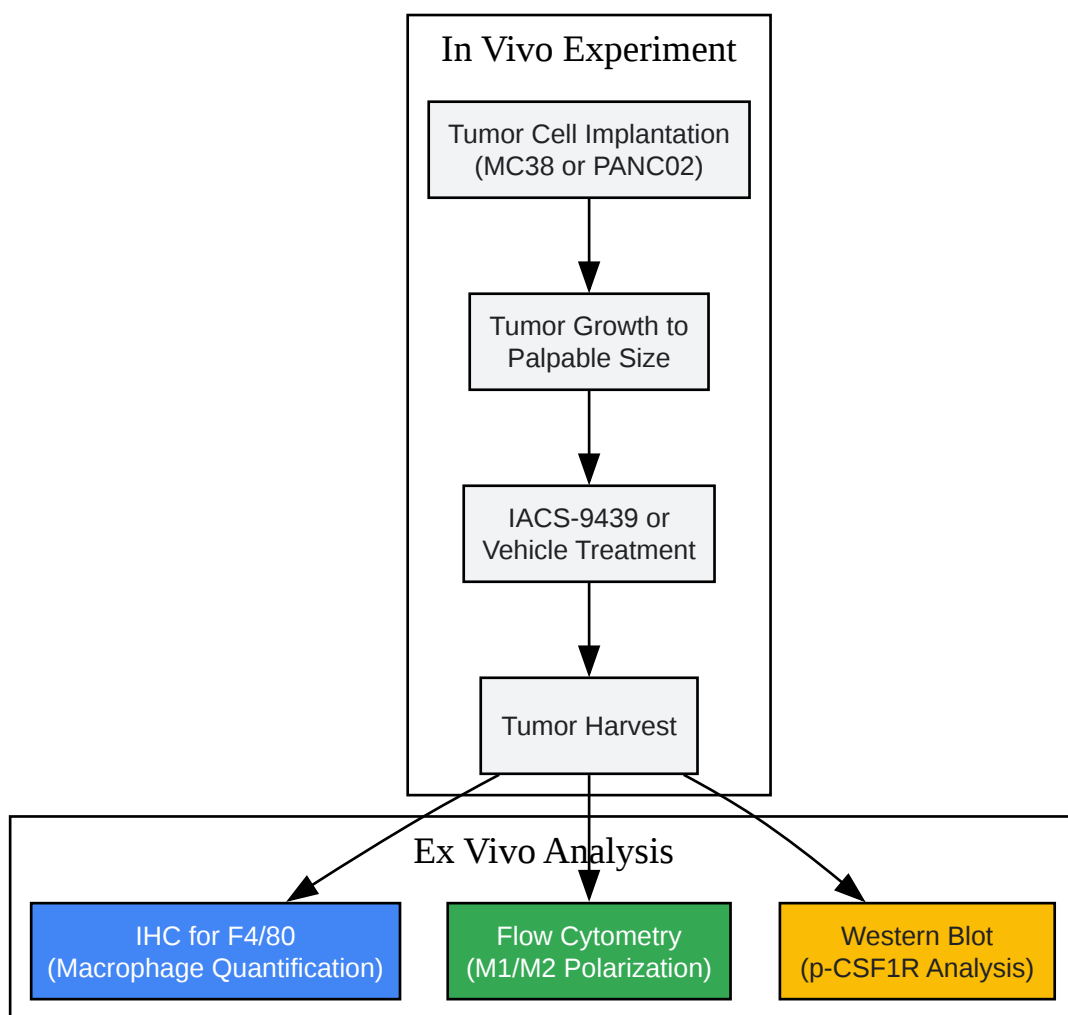 In Vivo Experiment
Tumor Cell Implantation
(MC38 or PANC02)
Tumor Growth to
Palpable Size
IACS-9439 or
Vehicle Treatment
Tumor Harvest
Ex Vivo Analysis
IHC for F4/80
(Macrophage Quantification)
Flow Cytometry
(M1/M2 Polarization)
Western Blot
(p-CSF1R Analysis)